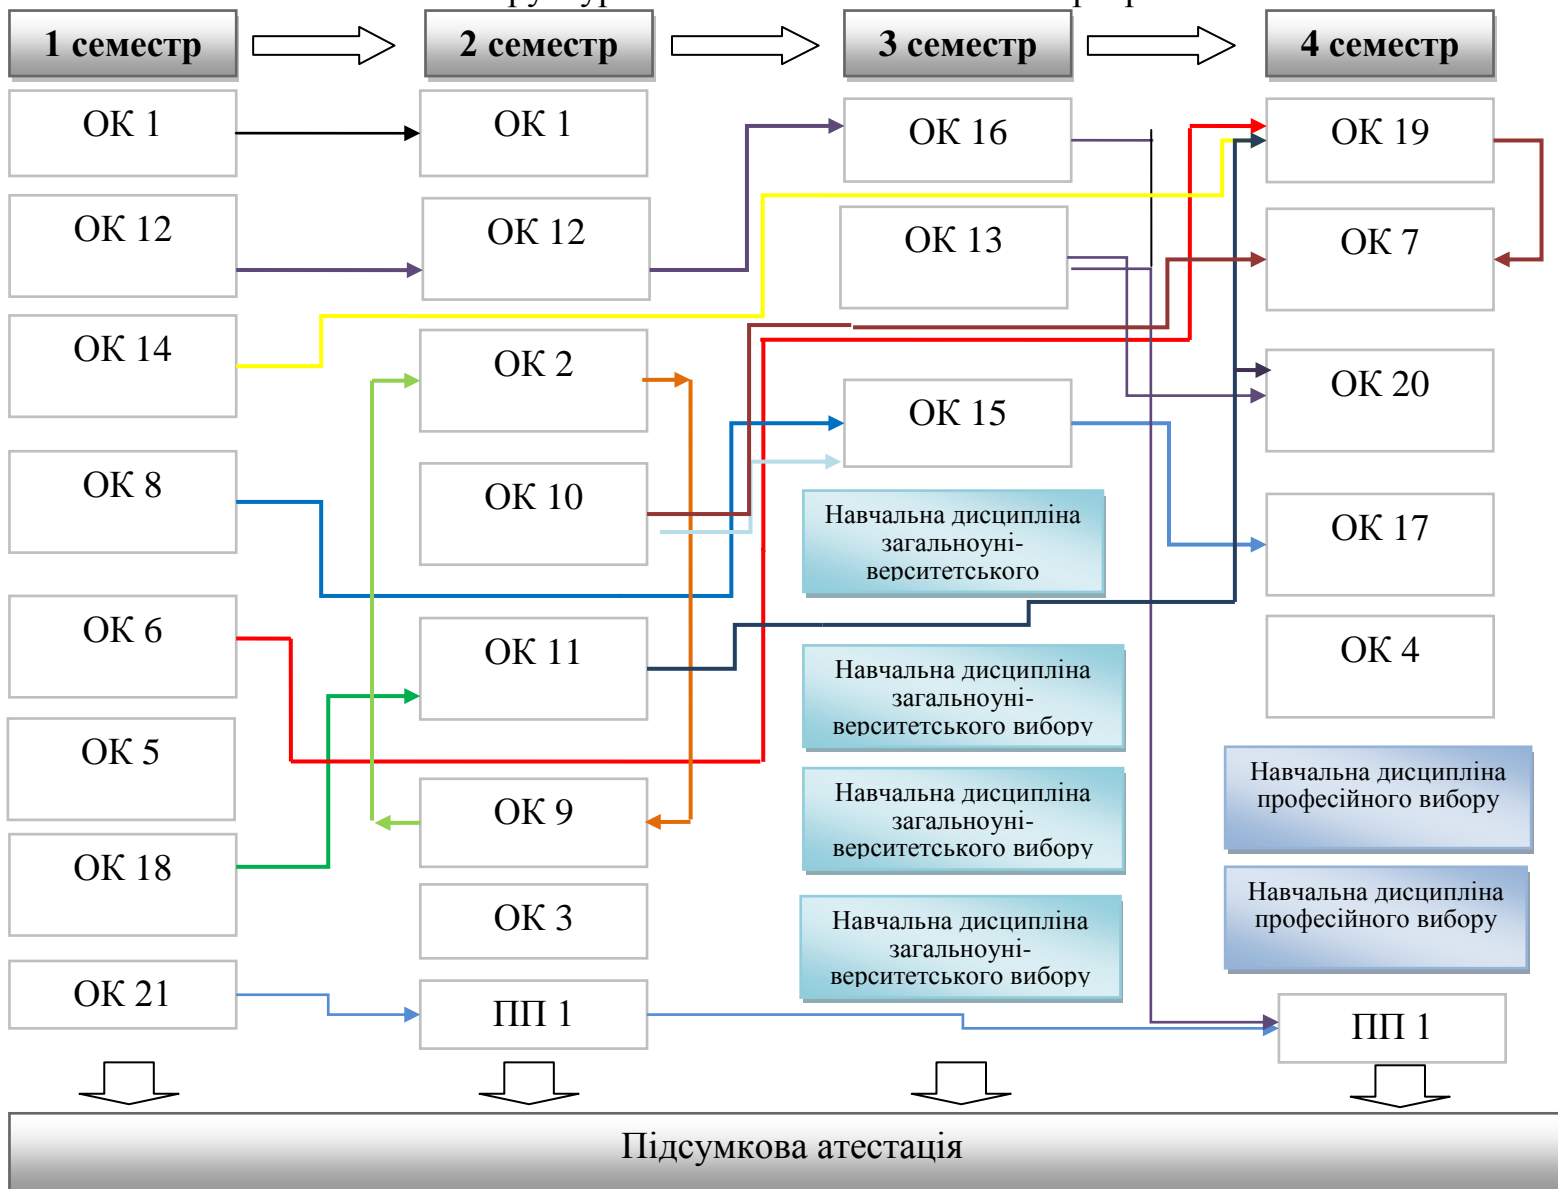 1 семестр
2 семестр
3 семестр
4 семестр
ОК 1
ОК 12
ОК 14
ОК 8
ОК 6
ОК 5
ОК 18
ОК 21
ОК 1
ОК 12
ОК 2
ОК 10
ОК 11
ОК 9
ОК 3
ПП 1
ОК 16
ОК 13
ОК 15
Навчальна дисципліна
загальноуні-
верситетського
Навчальна дисципліна
загальноуні-
верситетського вибору
Навчальна дисципліна
загальноуні-
верситетського вибору
Навчальна дисципліна
загальноуні-
верситетського вибору
ОК 19
ОК 7
ОК 20
ОК 17
ОК 4
Навчальна дисципліна
професійного вибору
Навчальна дисципліна
професійного вибору
ПП 1
Підсумкова атестація